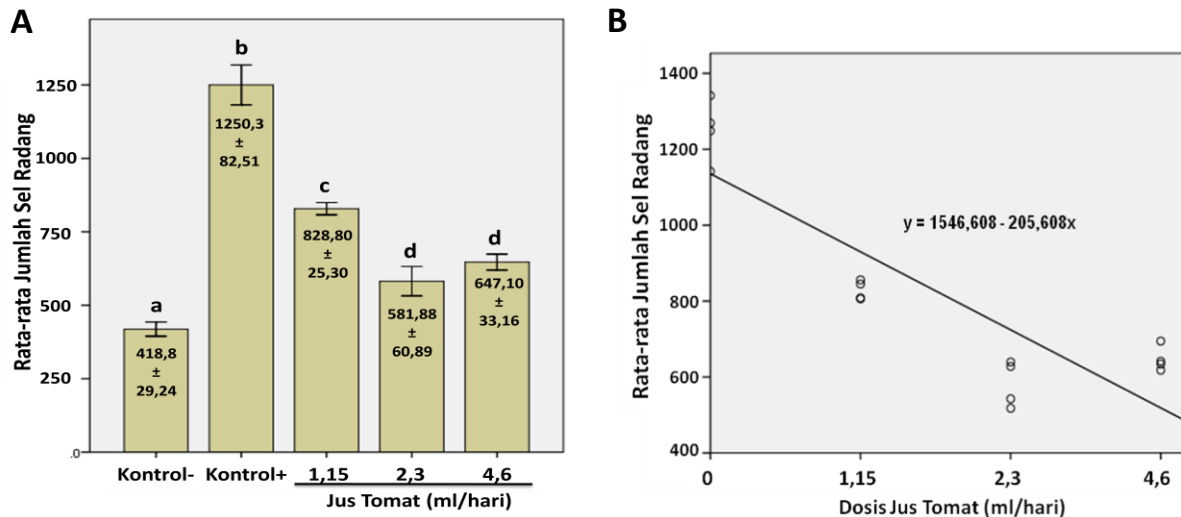 A
b
1250
1250,3
±
82,51
1000
c
750
828,80
±
25,30
d
d
500
a
581,88
±
60,89
647,10
±
33,16
418,8
±
29,24
250
.0
Rata-rata Jumlah Sel Radang
Kontrol-
Kontrol+
1,15
2,3
4,6
Jus Tomat (ml/hari)
B
1400
1200
1000
800
600
400
Rata-rata Jumlah Sel Radang
y = 1546,608 - 205,608x
0
1,15
2,3
4,6
Dosis Jus Tomat (ml/hari)